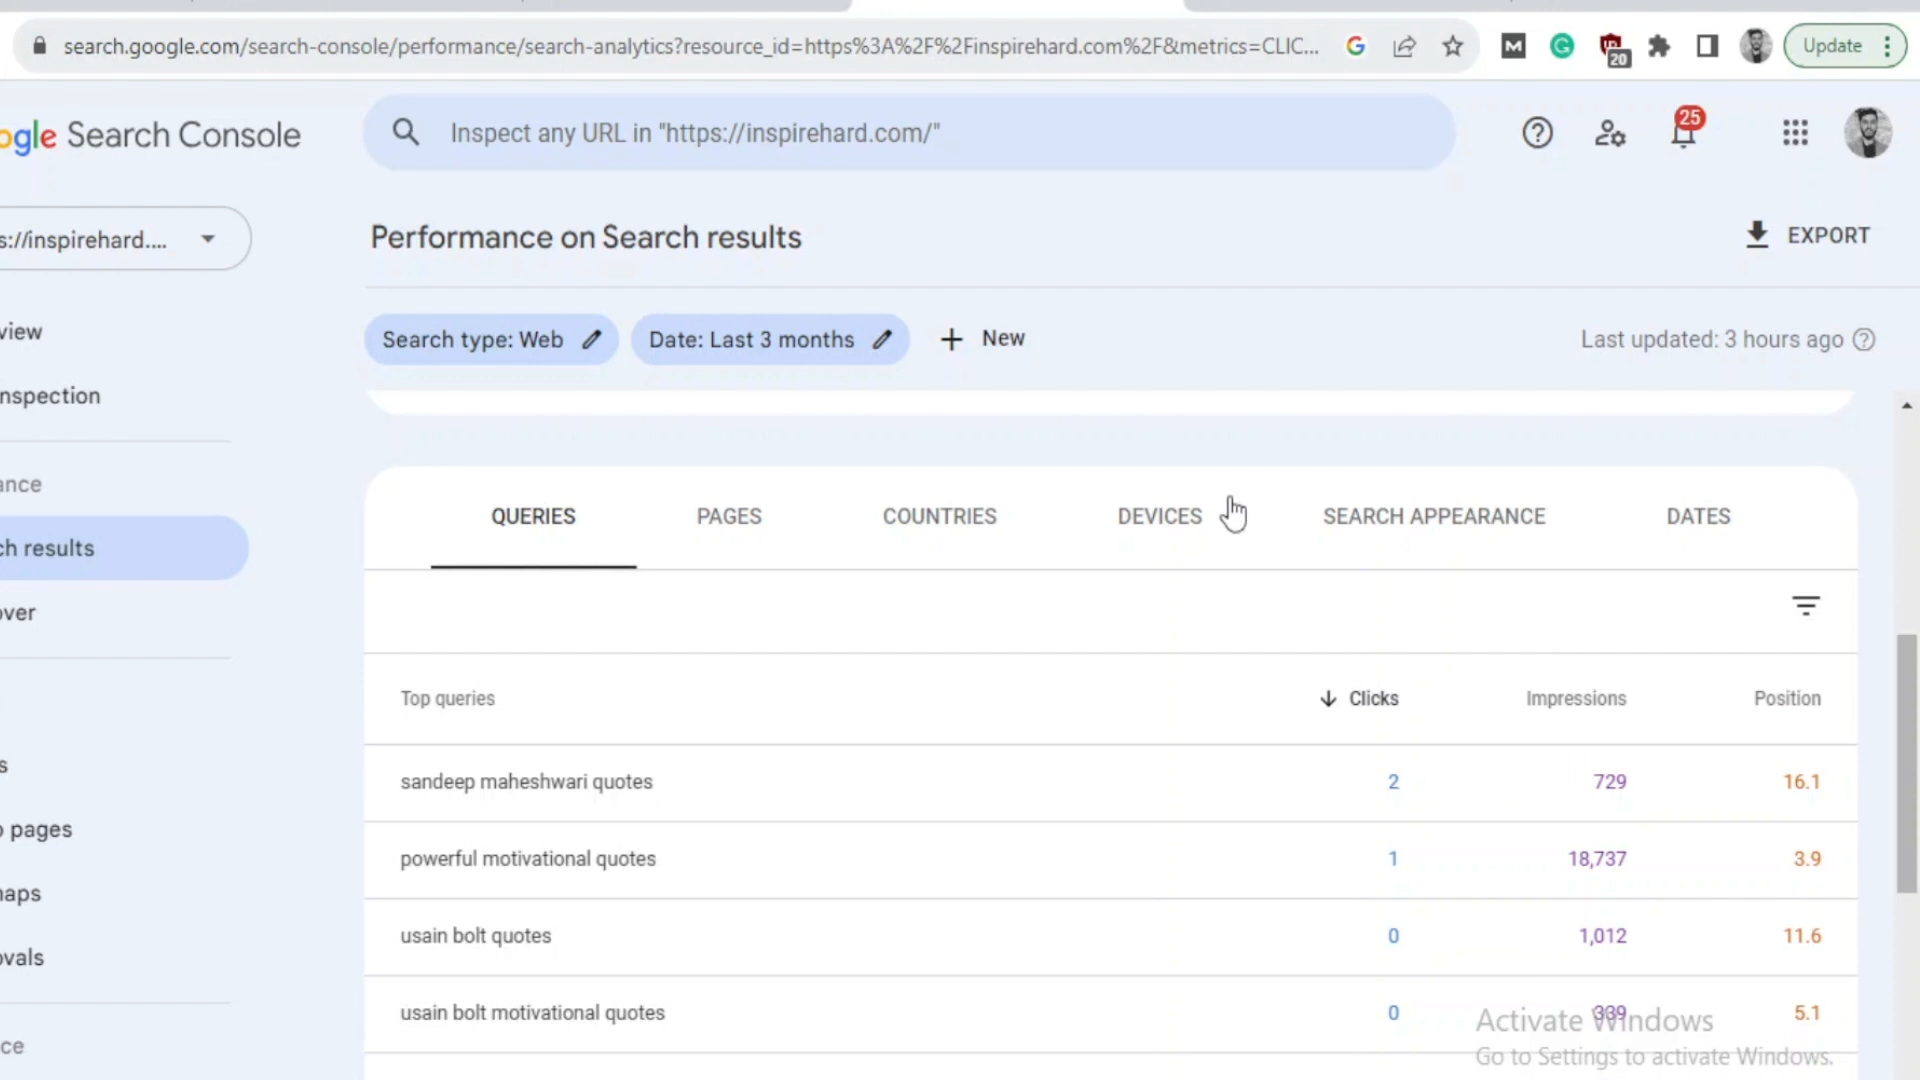 search.google.com/search-console/performance/search-analytics?resource_id=https%3A%2F%2Finspirehard.com%2F&metrics=CLIC...
20
Update
ogle Search Console
Inspect any URL in "https://inspirehard.com/"
25
s://inspirehard....
Performance on Search results
EXPORT
view
Search type: Web
Date: Last 3 months
New
Last updated: 3 hours ago
nspection
ance
QUERIES
PAGES
COUNTRIES
DEVICES
SEARCH APPEARANCE
DATES
ch results
over
Top queries
Clicks
Impressions
Position
s
sandeep maheshwari quotes 2 729 16.1
pages
powerful motivational quotes 1 18,737 3.9
naps
usain bolt quotes 0 1,012 11.6
ovals
usain bolt motivational quotes 0 339 5.1
Activate Windows
Go to Settings to activate Windows.
ce